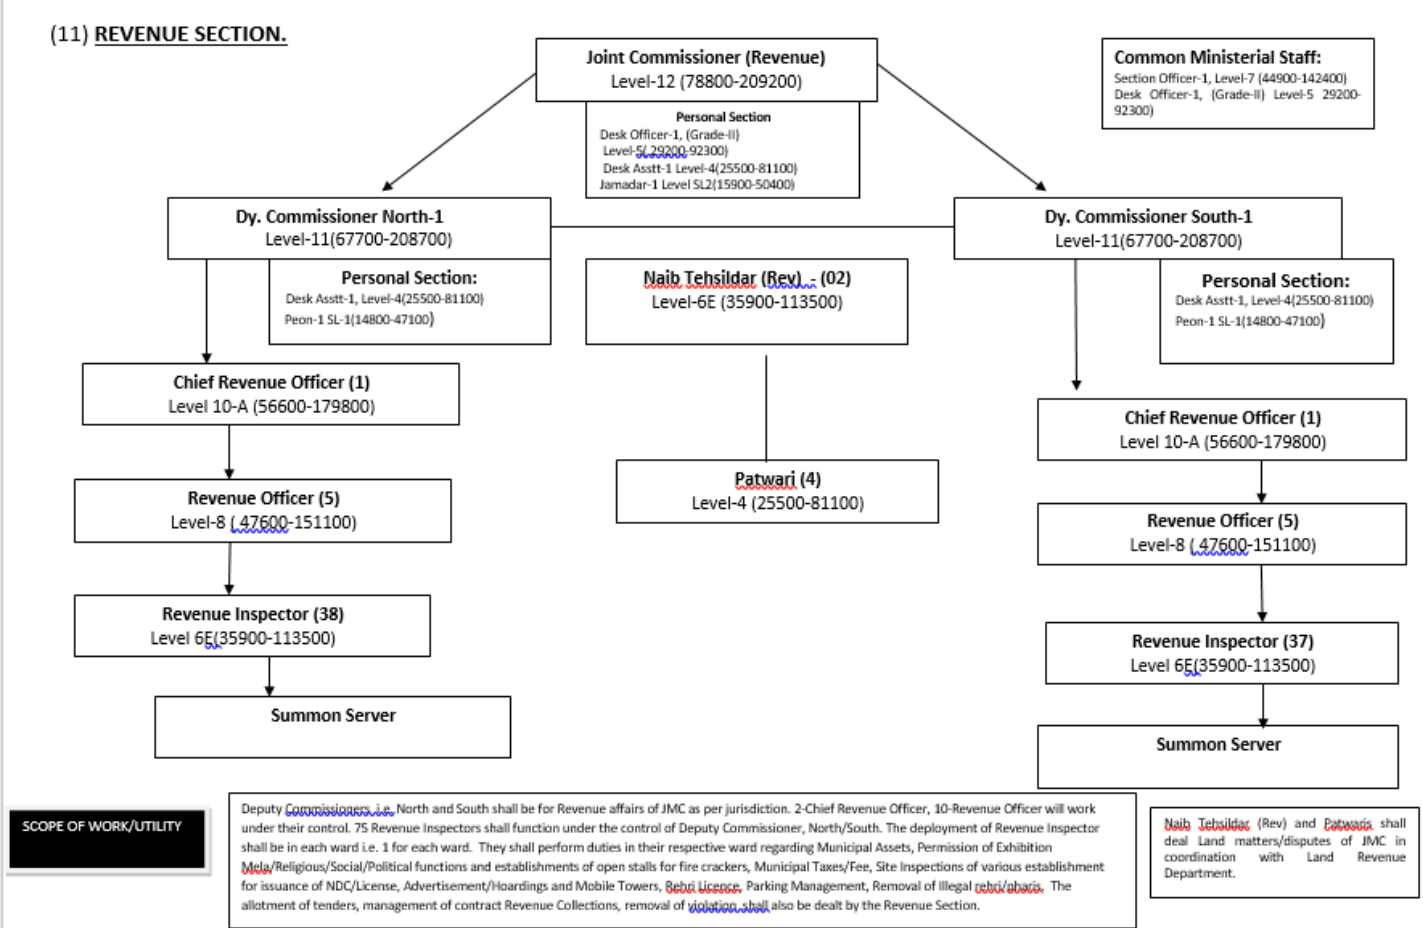 (11) REVENUE SECTION.
Joint Commissioner (Revenue)
Level-12 (78800-209200)
Common Ministerial Staff:
Section Officer-1, Level-7 (44900-142400)
Desk Officer-1, (Grade-II) Level-5 29200-
92300)
Personal Section
Desk Officer-1, (Grade-II)
Level-5( 29200-92300)
Desk Asstt-1 Level-4(25500-81100)
Jamadar-1 Level SL2(15900-50400)
Dy. Commissioner North-1
Level-11(67700-208700)
Dy. Commissioner South-1
Level-11(67700-208700)
Personal Section:
Desk Asstt-1, Level-4(25500-81100)
Peon-1 SL-1(14800-47100)
Naib Tehsildar (Rev) - (02)
Level-6E (35900-113500)
Personal Section:
Desk Asstt-1, Level-4(25500-81100)
Peon-1 SL-1(14800-47100)
Chief Revenue Officer (1)
Level 10-A (56600-179800)
Chief Revenue Officer (1)
Level 10-A (56600-179800)
Patwari (4)
Level-4 (25500-81100)
Revenue Officer (5)
Level-8 ( 47600-151100)
Revenue Officer (5)
Level-8 ( 47600-151100)
Revenue Inspector (38)
Level 6E(35900-113500)
Revenue Inspector (37)
Level 6E(35900-113500)
Summon Server
Summon Server
SCOPE OF WORK/UTILITY
Deputy Commissioners i.e. North and South shall be for Revenue affairs of JMC as per jurisdiction. 2-Chief Revenue Officer, 10-Revenue Officer will work
under their control. 75 Revenue Inspectors shall function under the control of Deputy Commissioner, North/South. The deployment of Revenue Inspector
shall be in each ward i.e. 1 for each ward. They shall perform duties in their respective ward regarding Municipal Assets, Permission of Exhibition
Mela/Religious/Social/Political functions and establishments of open stalls for fire crackers, Municipal Taxes/Fee, Site Inspections of various establishment
for issuance of NDC/License, Advertisement/Hoardings and Mobile Towers, Rehri Licence, Parking Management, Removal of Illegal rehri/pharis. The
allotment of tenders, management of contract Revenue Collections, removal of violation shall also be dealt by the Revenue Section.
Naib Tehsildar (Rev) and Patwaris shall
deal Land matters/disputes of JMC in
coordination with Land Revenue
Department.